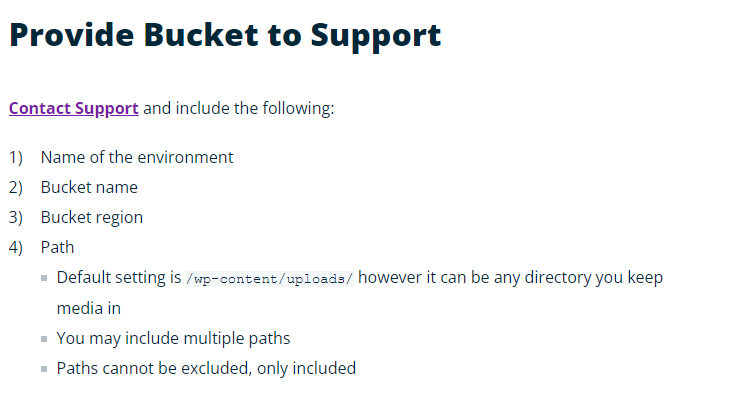 Provide Bucket to Support
Contact Support and include the following:
1) Name of the environment
2) Bucket name
3) Bucket region
4) Path
Default setting is /wp-content/uploads/ however it can be any directory you keep
media in
You may include multiple paths
Paths cannot be excluded, only included